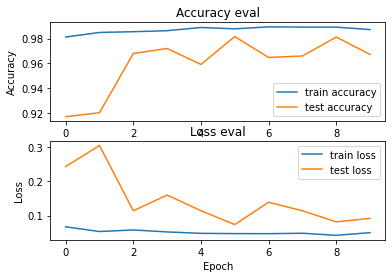 Accuracy eval
0.98
0.96
0.94
0.92
Accuracy
train accuracy
test accuracy
0 2 4 6 8
Loss eval
0.3
0.2
0.1
Loss
train loss
test loss
0 2 4 6 8
Epoch